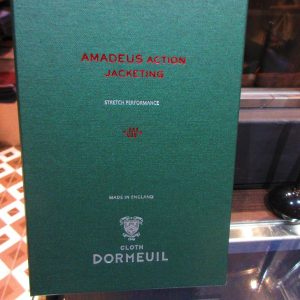 AMADEUS ACTION
JACKETING
STRETCH PERFORMANCE
MADE IN ENGLAND
CLOTH
DORMEUIL